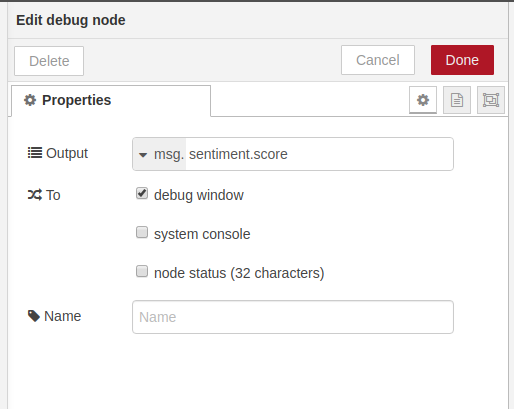 Edit debug node
Delete Cancel Done
Properties
Output msg. sentiment.score
To debug window
system console
node status (32 characters)
Name Name